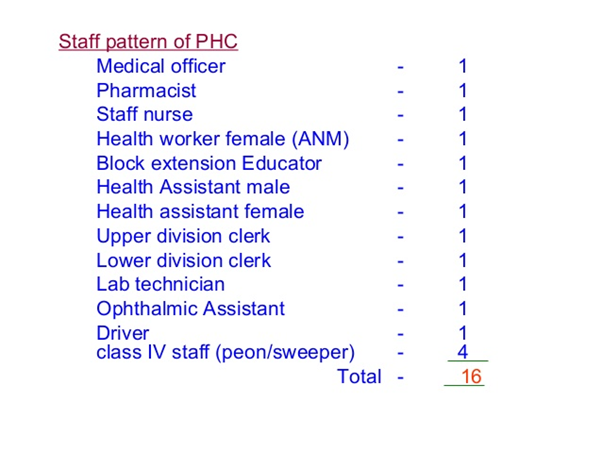 Staff pattern of PHC
Medical officer - 1
Pharmacist - 1
Staff nurse - 1
Health worker female (ANM) - 1
Block extension Educator - 1
Health Assistant male - 1
Health assistant female - 1
Upper division clerk - 1
Lower division clerk - 1
Lab technician - 1
Ophthalmic Assistant - 1
Driver - 1
class IV staff (peon/sweeper) - 4
Total - 16